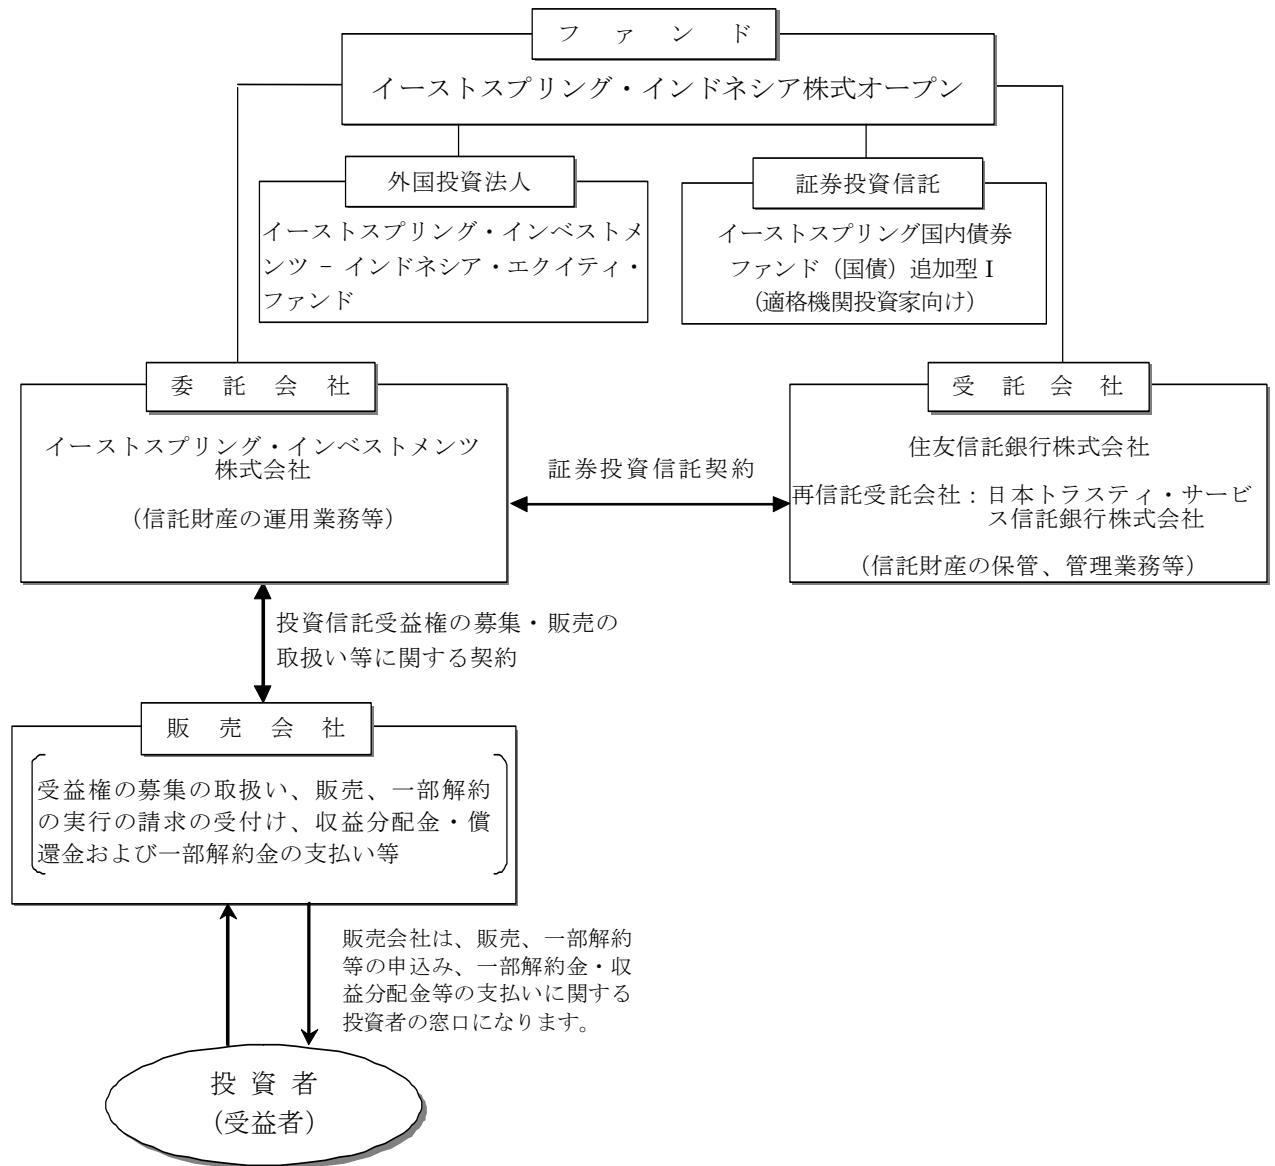 ファンド
イーストスプリング・インドネシア株式オープン
外国投資法人
イーストスプリング・インベストメ
ンツ － インドネシア・エクイティ・
ファンド
証券投資信託
イーストスプリング国内債券
ファンド（国債）追加型Ⅰ
（適格機関投資家向け）
委託会社
イーストスプリング・インベストメンツ
株式会社
（信託財産の運用業務等）
証券投資信託契約
受託会社
住友信託銀行株式会社
再信託受託会社：日本トラスティ・サービ
ス信託銀行株式会社
（信託財産の保管、管理業務等）
投資信託受益権の募集・販売の
取扱い等に関する契約
販売会社
受益権の募集の取扱い、販売、一部解約
の実行の請求の受付け、収益分配金・償
還金および一部解約金の支払い等
販売会社は、販売、一部解約
等の申込み、一部解約金・収
益分配金等の支払いに関する
投資者の窓口になります。
投資者
（受益者）